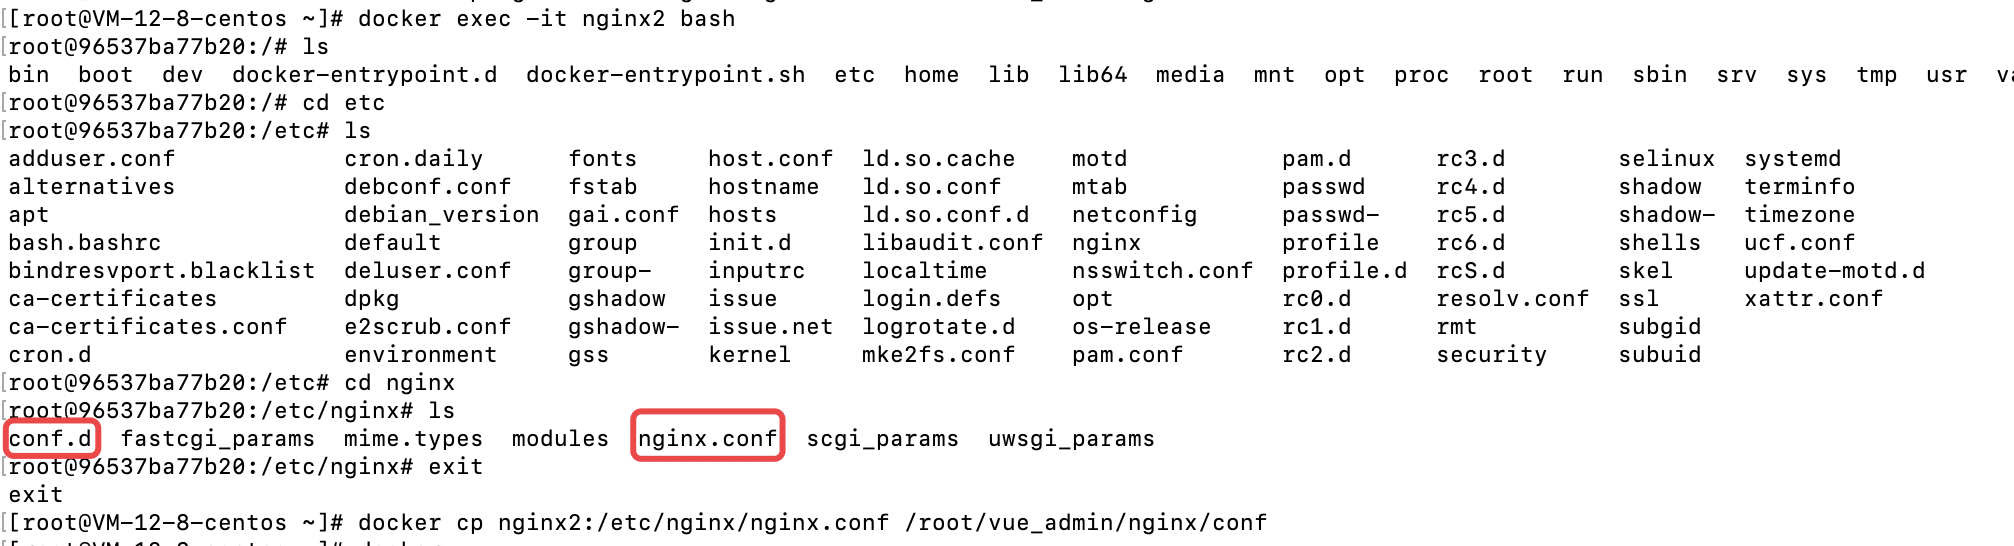 [[root@VM-12-8-centos ~]# docker exec -it nginx2 bash
[root@96537ba77b20:/# ls
bin  boot  dev  docker-entrypoint.d  docker-entrypoint.sh  etc  home  lib  lib64  media  mnt  opt  proc  root  run  sbin  srv  sys  tmp  usr
[root@96537ba77b20:/# cd etc
[root@96537ba77b20:/etc# ls
adduser.conf            cron.daily      fonts     host.conf   ld.so.cache    motd           pam.d      rc3.d        selinux  systemd
alternatives            debconf.conf    fstab     hostname    ld.so.conf     mtab           passwd     rc4.d        shadow   terminfo
apt                     debian_version  gai.conf  hosts       ld.so.conf.d   netconfig      passwd-    rc5.d        shadow-  timezone
bash.bashrc             default         group     init.d      libaudit.conf  nginx          profile    rc6.d        shells   ucf.conf
bindresvport.blacklist  deluser.conf    group-    inputrc     localtime      nsswitch.conf  profile.d  rcS.d        skel     update-motd.d
ca-certificates         dpkg            gshadow   issue       login.defs     opt            rc0.d      resolv.conf  ssl      xattr.conf
ca-certificates.conf    e2scrub.conf    gshadow-  issue.net   logrotate.d    os-release     rc1.d      rmt          subgid
cron.d                  environment     gss       kernel      mke2fs.conf    pam.conf       rc2.d      security     subuid
[root@96537ba77b20:/etc# cd nginx
[root@96537ba77b20:/etc/nginx# ls
conf.d  fastcgi_params  mime.types  modules  nginx.conf  scgi_params  uwsgi_params
[root@96537ba77b20:/etc/nginx# exit
exit
[[root@VM-12-8-centos ~]# docker cp nginx2:/etc/nginx/nginx.conf /root/vue_admin/nginx/conf